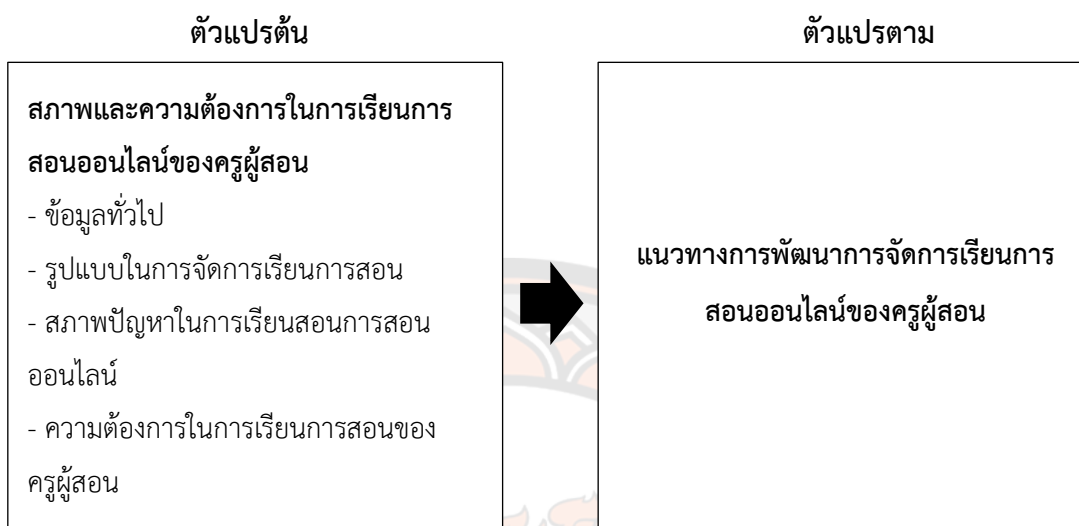 ตัวแปรต้น
สภาพและความต้องการในการเรียนการ
สอนออนไลน์ของครูผู้สอน
- ข้อมูลทั่วไป
- รูปแบบในการจัดการเรียนการสอน
- สภาพปัญหาในการเรียนสอนการสอน
ออนไลน์
- ความต้องการในการเรียนการสอนของ
ครูผู้สอน
ตัวแปรตาม
แนวทางการพัฒนาการจัดการเรียนการ
สอนออนไลน์ของครูผู้สอน